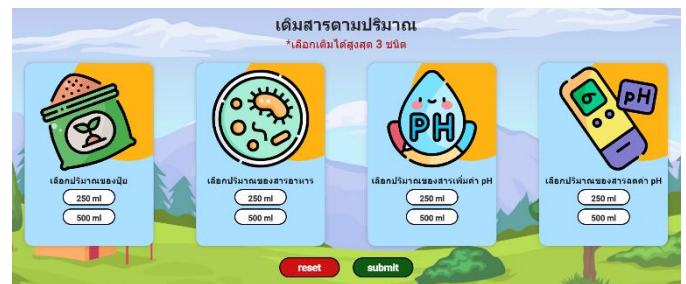 เติมสารตามปริมาณ
*เลือกเติมได้สูงสุด 3 ชนิด
pH
PH
เลือกปริมาณของปุ๋ย
250 ml
500 ml
เลือกปริมาณของสารอาหาร
250 ml
500 ml
เลือกปริมาณของสารเพิ่มค่า pH
250 ml
500 ml
เลือกปริมาณของสารลดค่า pH
250 ml
500 ml
reset
submit